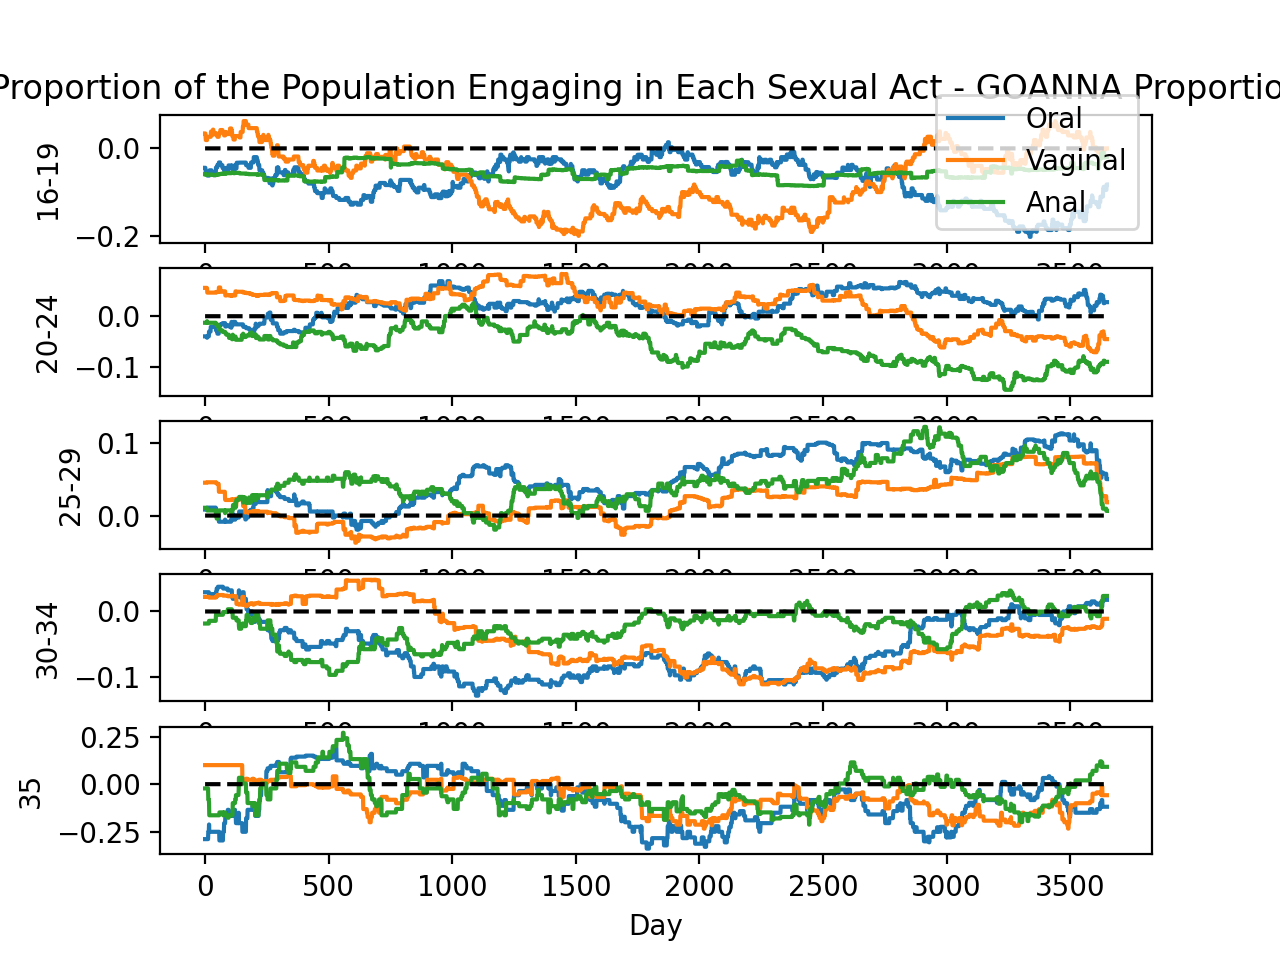 Proportion of the Population Engaging in Each Sexual Act - GOANNA Proportio
Oral
Vaginal
Anal
16-19
0.0
−0.2
20-24
0.0
−0.1
25-29
0.1
0.0
30-34
0.0
−0.1
35
0.25
0.00
−0.25
0 500 1000 1500 2000 2500 3000 3500
Day